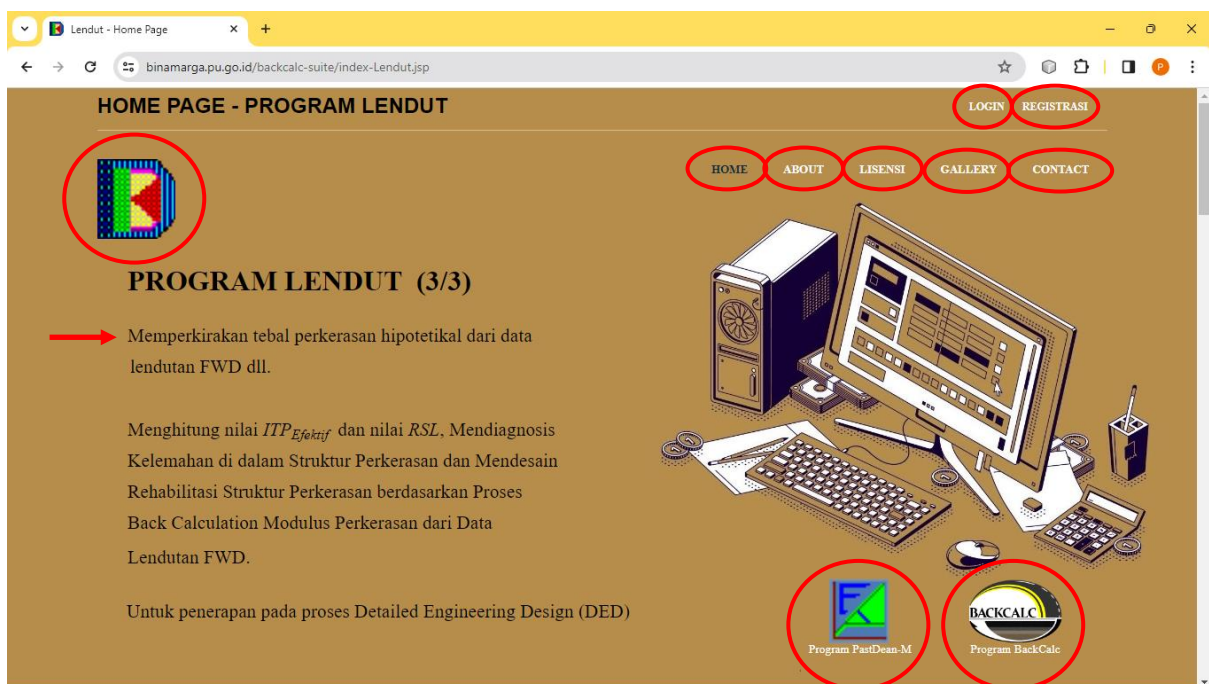 Lendut - Home Page
binamarga.pu.go.id/backcalc-suite/index-Lendut.jsp
P
HOME PAGE - PROGRAM LENDUT
LOGIN REGISTRASI
HOME ABOUT LISENSI GALLERY CONTACT
PROGRAM LENDUT (3/3)
Memperkirakan tebal perkerasan hipotetikal dari data
lendutan FWD dll.
Menghitung nilai ITP Efektif dan nilai RSL, Mendiagnosis
Kelemahan di dalam Struktur Perkerasan dan Mendesain
Rehabilitasi Struktur Perkerasan berdasarkan Proses
Back Calculation Modulus Perkerasan dari Data
Lendutan FWD.
Untuk penerapan pada proses Detailed Engineering Design (DED)
BACKCALC
Program PastDean-M Program BackCalc